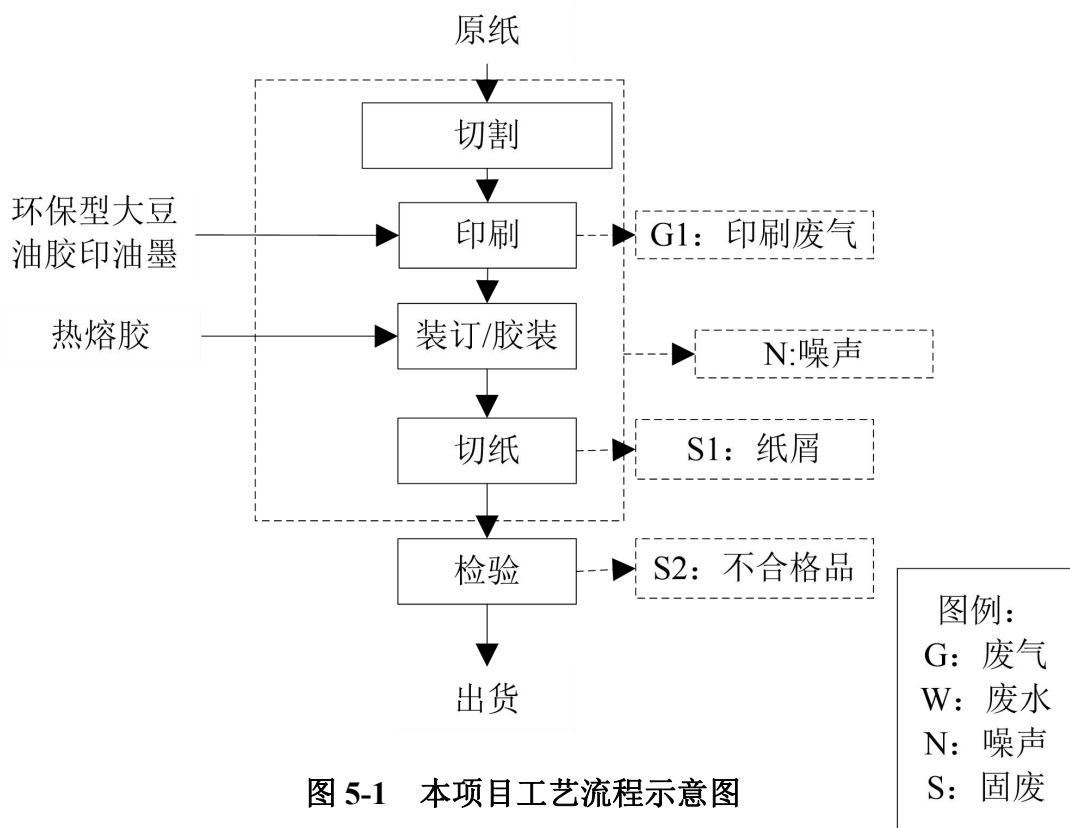 原纸
切割
环保型大豆
油胶印油墨
印刷
G1：印刷废气
热熔胶
装订/胶装
N:噪声
切纸
S1：纸屑
检验
S2：不合格品
出货
图例：
G：废气
W：废水
N：噪声
S：固废
图 5-1 本项目工艺流程示意图